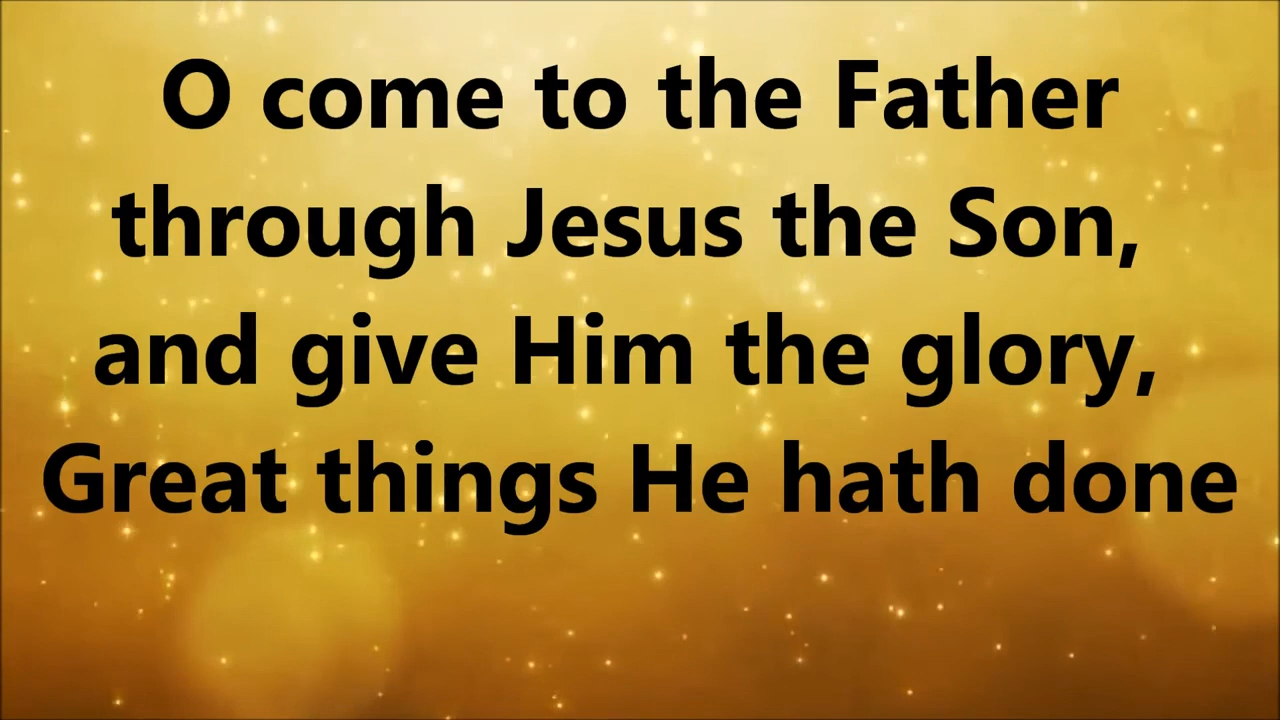 O come to the Father
through Jesus the Son,
and give Him the glory,
Great things He hath done